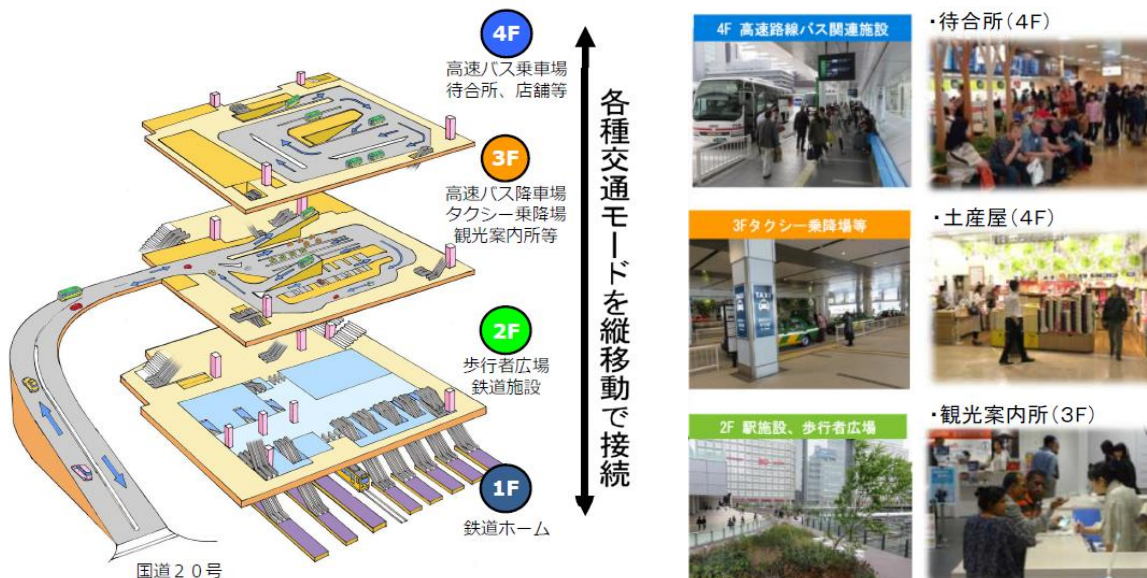 4F
高速バス乗車場
待合所、店舗等
3F
高速バス降車場
タクシー乗降場
観光案内所等
2F
歩行者広場
鉄道施設
1F
鉄道ホーム
国道20号
各種交通モードを縦移動で接続
4F 高速路線バス関連施設
・待合所(4F)
3Fタクシー乗降場等
TAXI
・土産屋(4F)
2F 駅施設、歩行者広場
・観光案内所(3F)